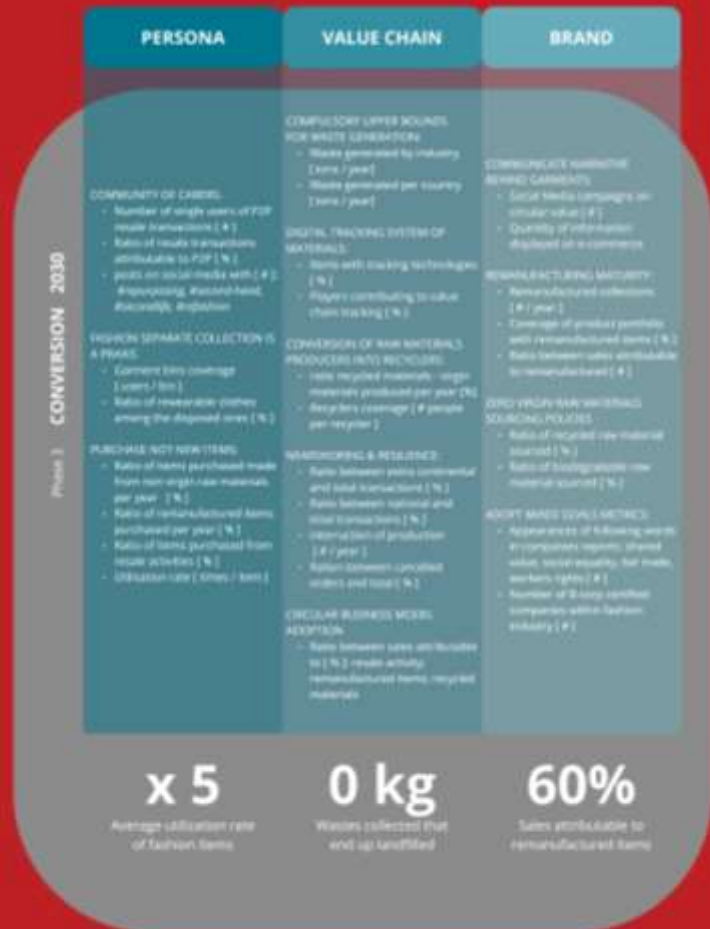 PERSONA
VALUE CHAIN
BRAND
Phase 3 CONVERSION 2030
COMMUNITY OF CARERS:
- Number of single users of P2P
resale transactions [ # ]
- Ratio of resale transactions
attributable to P2P [ % ]
- posts on social media with [ # ]:
#repurposing, #second-hand,
#secondlife, #refashion
FASHION SEPARATE COLLECTION IS
A PRAXIS:
- Garment bins coverage
[ users / bin ]
- Ratio of rewearable clothes
among the disposed ones [ % ]
PURCHASE NOT NEW ITEMS:
- Ratio of items purchased made
from non virgin raw materials
per year [ % ]
- Ratio of remanufactured items
purchased per year [ % ]
- Ratio of items purchased from
resale activities [ % ]
- Utilisation rate [ times / item ]
COMPULSORY UPPER BOUNDS
FOR WASTE GENERATION:
- Waste generated by industry
[ tons / year]
- Waste generated per country
[ tons / year]
DIGITAL TRACKING SYSTEM OF
MATERIALS:
- Items with tracking technologies
[ % ]
- Players contributing to value
chain tracking [ % ]
CONVERSION OF RAW MATERIALS
PRODUCERS INTO RECYCLERS:
- ratio recycled materials - virgin
materials produced per year [%]
- Recyclers coverage [ # people
per recycler ]
NEARSHORING & RESILIENCE:
- Ratio between extra continental
and total transactions [ % ]
- Ratio between national and
total transactions [ % ]
- Interruption of production
[ # / year ]
- Ration between cancelled
orders and total [ % ]
CIRCULAR BUSINESS MODEL
ADOPTION
- Ratio between sales attributable
to [ % ]: resale activity,
remanufactured items, recycled
materials
COMMUNICATE NARRATIVE
BEHIND GARMENTS:
- Social Media campaigns on
circular value [ # ]
- Quantity of information
displayed on e-commerce
REMANUFACTURING MATURITY:
- Remanufactured collections
[ # / year ]
- Coverage of product portfolio
with remanufactured items [ % ]
- Ratio between sales attributable
to remanufactured [ # ]
ZERO VIRGIN RAW MATERIALS
SOURCING POLICIES
- Ratio of recycled raw material
sourced [ % ]
- Ratio of biodegradable raw
material sourced [ % ]
ADOPT MIXED GOALS METRICS:
- Appearances of following words
in companies reports: shared
value, social equality, fair trade,
workers rights [ # ]
- Number of B-corp certified
companies within fashion
industry [ # ]
x 5
Average utilization rate
of fashion items
0 kg
Wastes collected that
end up landfilled
60%
Sales attributable to
remanufactured items